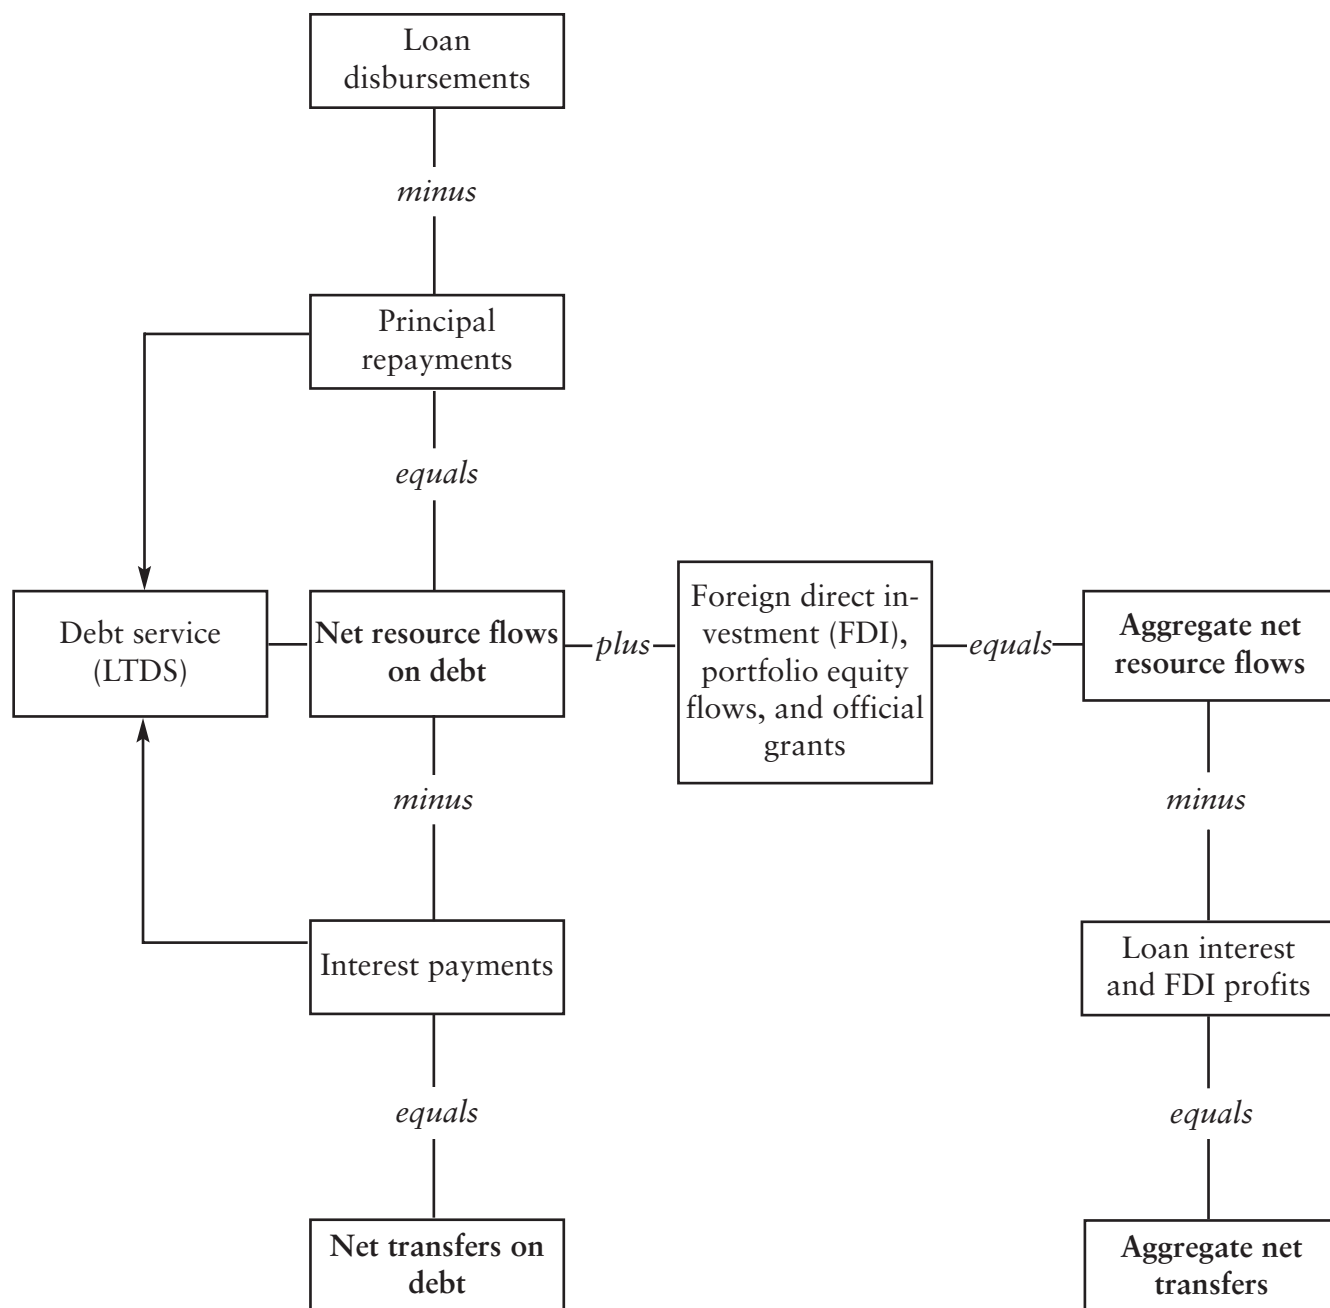 Loan
disbursements
minus
Principal
repayments
equals
Debt service
(LTDS)
Net resource flows
on debt
plus
Foreign direct in-
vestment (FDI),
portfolio equity
flows, and official
grants
equals
Aggregate net
resource flows
minus
minus
Interest payments
Loan interest
and FDI profits
equals
equals
Net transfers on
debt
Aggregate net
transfers